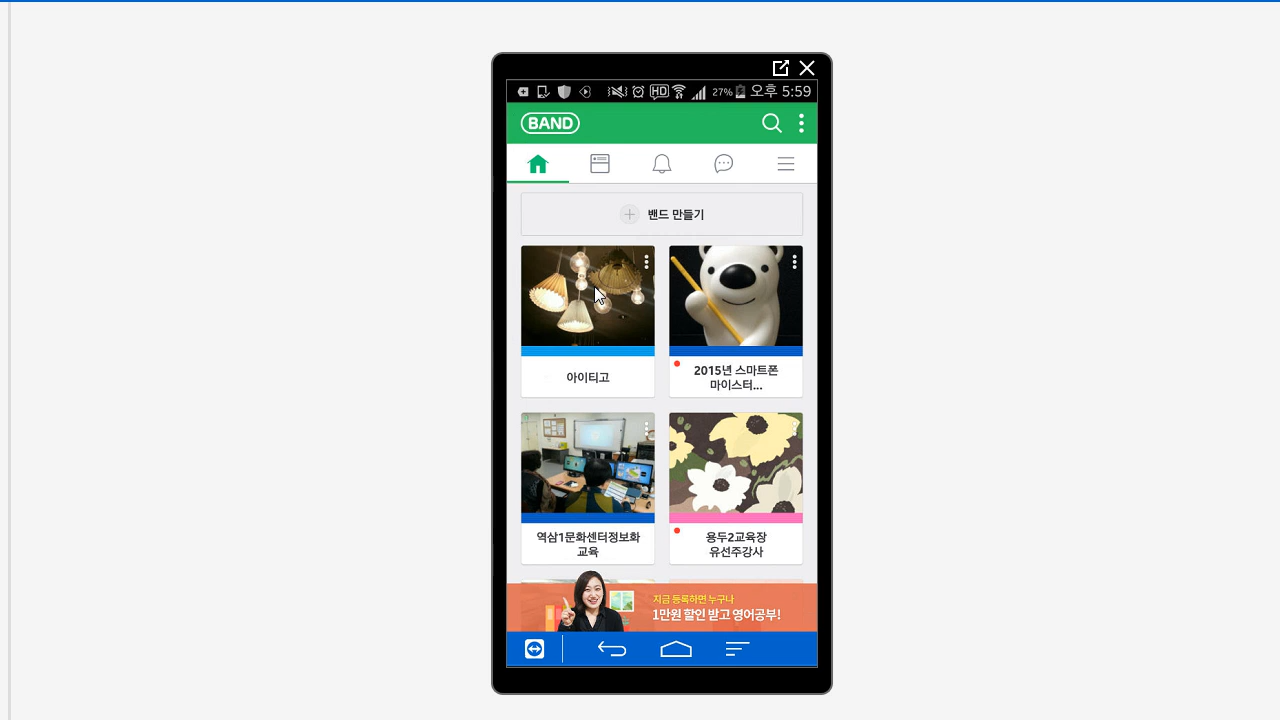 HD 27% 오후 5:59
BAND
밴드 만들기
아이티고
2015년 스마트폰
마이스터...
역삼1문화센터정보화
교육
용두2교육장
유선주강사
지금 등록하면 누구나
1만원 할인 받고 영어공부!